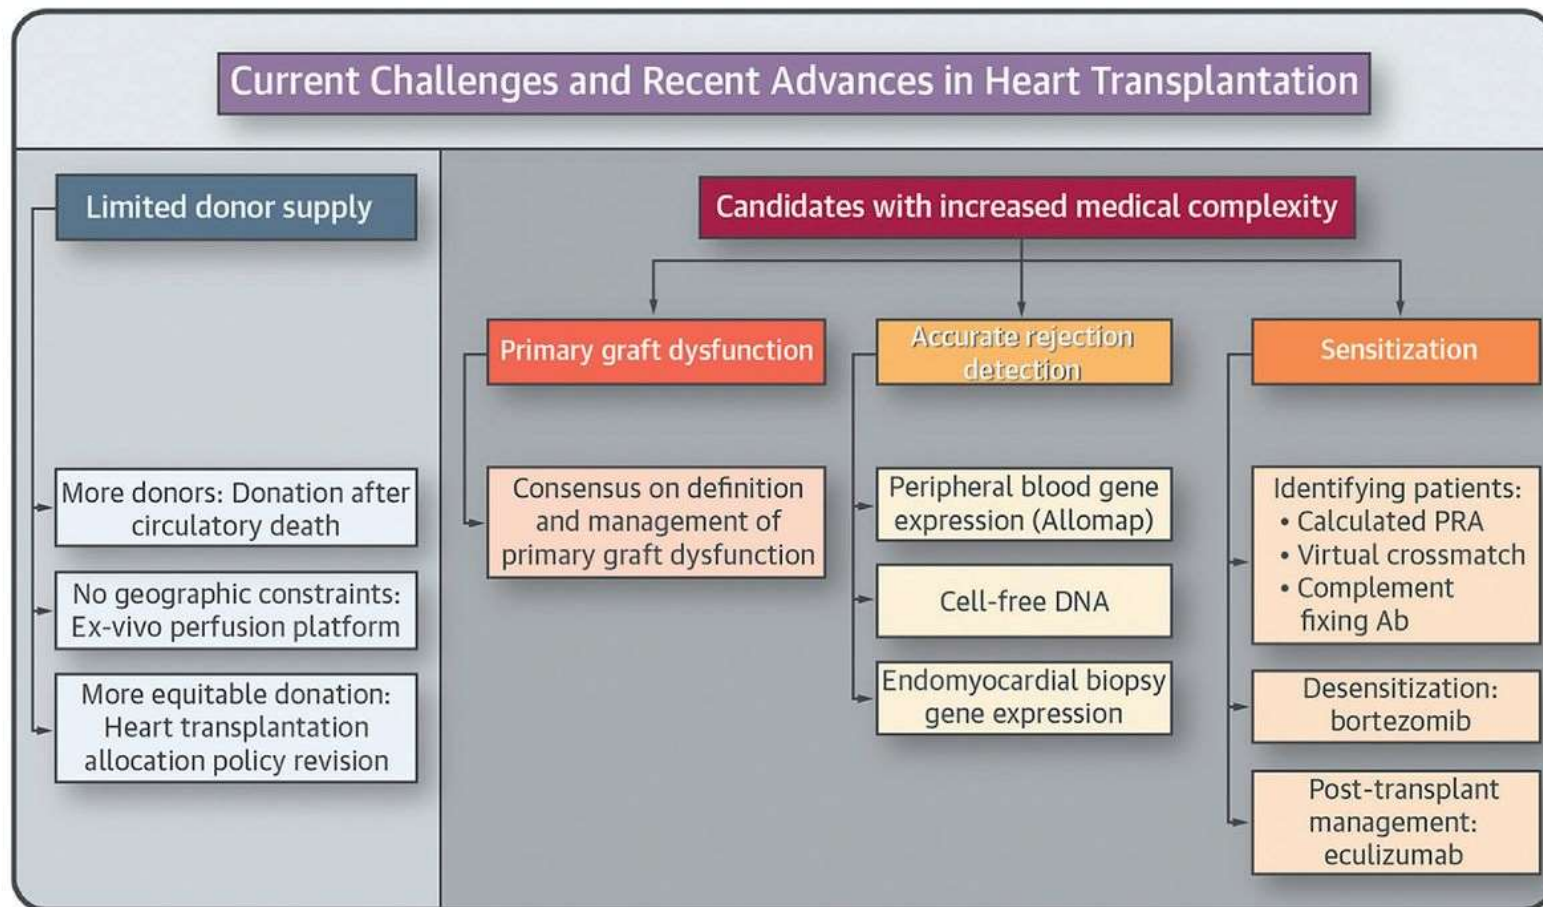 Current Challenges and Recent Advances in Heart Transplantation
Limited donor supply
More donors: Donation after
circulatory death
No geographic constraints:
Ex-vivo perfusion platform
More equitable donation:
Heart transplantation
allocation policy revision
Candidates with increased medical complexity
Primary graft dysfunction
Consensus on definition
and management of
primary graft dysfunction
Accurate rejection
detection
Peripheral blood gene
expression (Allomap)
Cell-free DNA
Endomyocardial biopsy
gene expression
Sensitization
Identifying patients:
• Calculated PRA
• Virtual crossmatch
• Complement
fixing Ab
Desensitization:
bortezomib
Post-transplant
management:
eculizumab